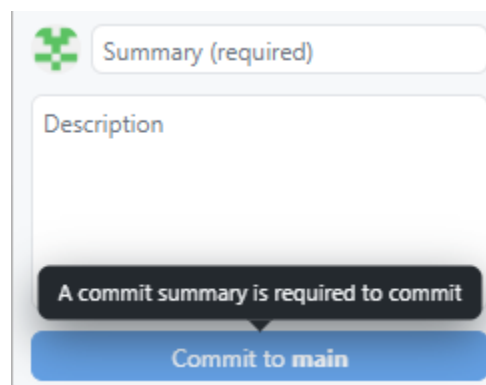 Summary (required)
Description
A commit summary is required to commit
Commit to main